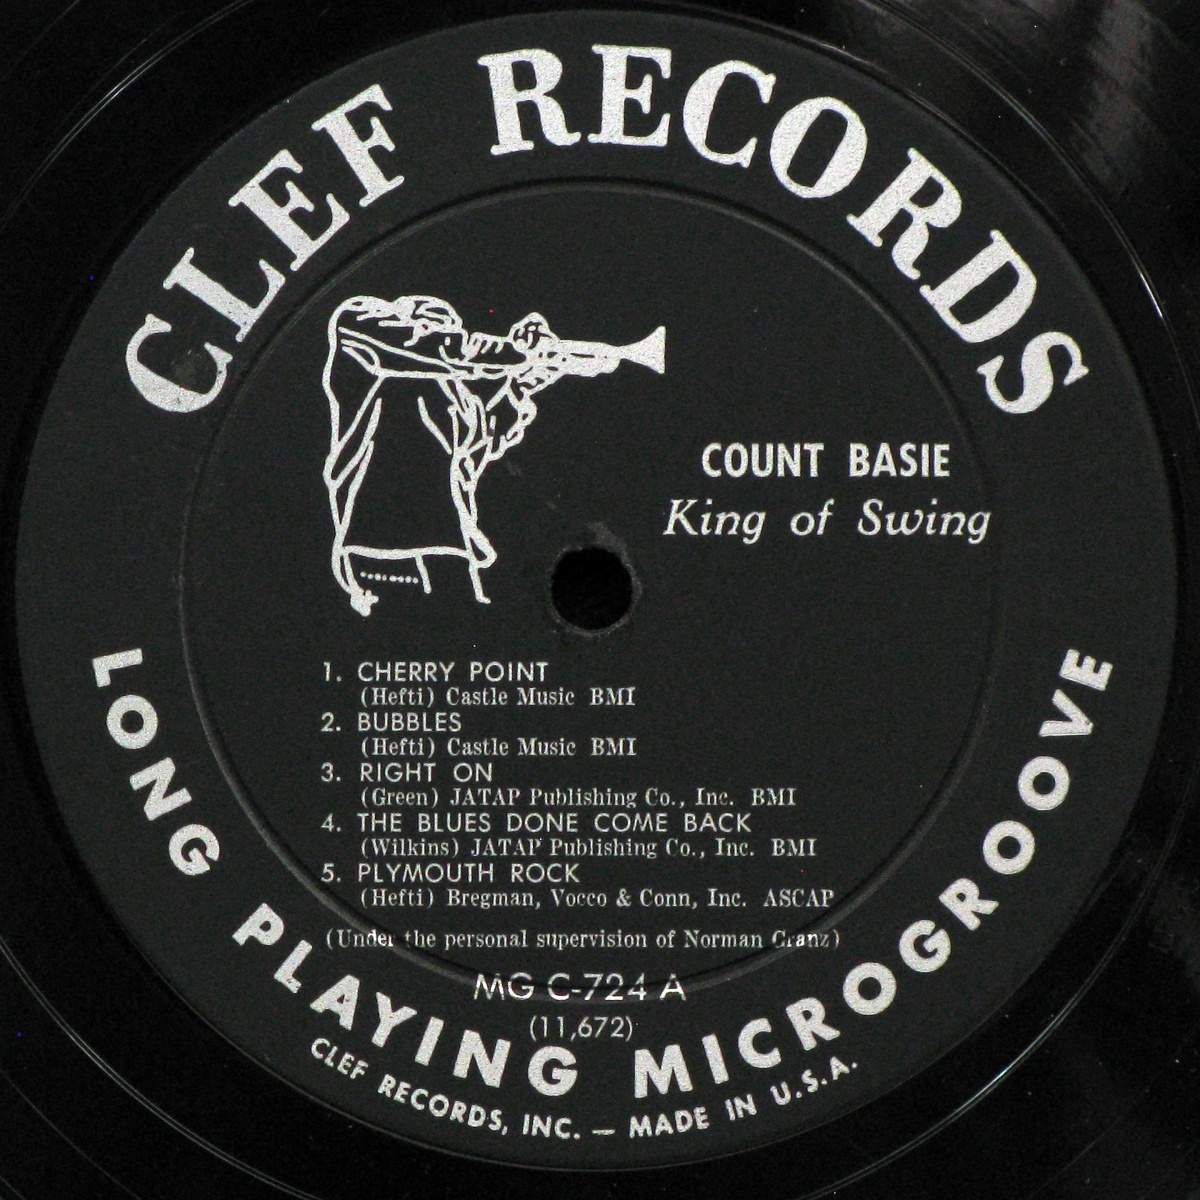 CLEF RECORDS
COUNT BASIE
King of Swing
1. CHERRY POINT
(Hefti) Castle Music BMI
2. BUBBLES
(Hefti) Castle Music BMI
3. RIGHT ON
(Green) JATAP Publishing Co., Inc. BMI
4. THE BLUES DONE COME BACK
(Wilkins) JATAP Publishing Co., Inc. BMI
5. PLYMOUTH ROCK
(Hefti) Bregman, Vocco & Conn, Inc. ASCAP
(Under the personal supervision of Norman Granz)
MG C-724 A
(11,672)
LONG PLAYING MICROGROOVE
CLEF RECORDS, INC. — MADE IN U.S.A.